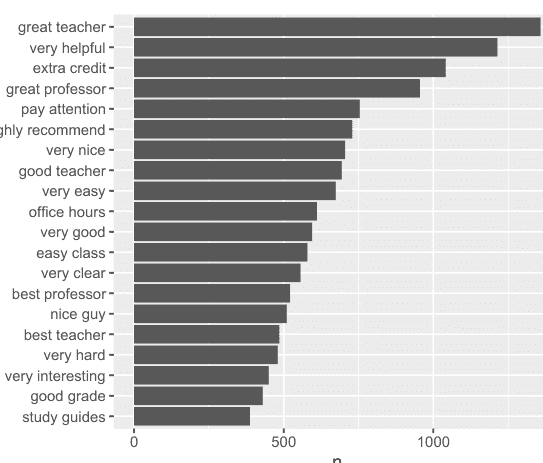 great teacher
very helpful
extra credit
great professor
pay attention
ghly recommend
very nice
good teacher
very easy
office hours
very good
easy class
very clear
best professor
nice guy
best teacher
very hard
very interesting
good grade
study guides
0 500 1000
n